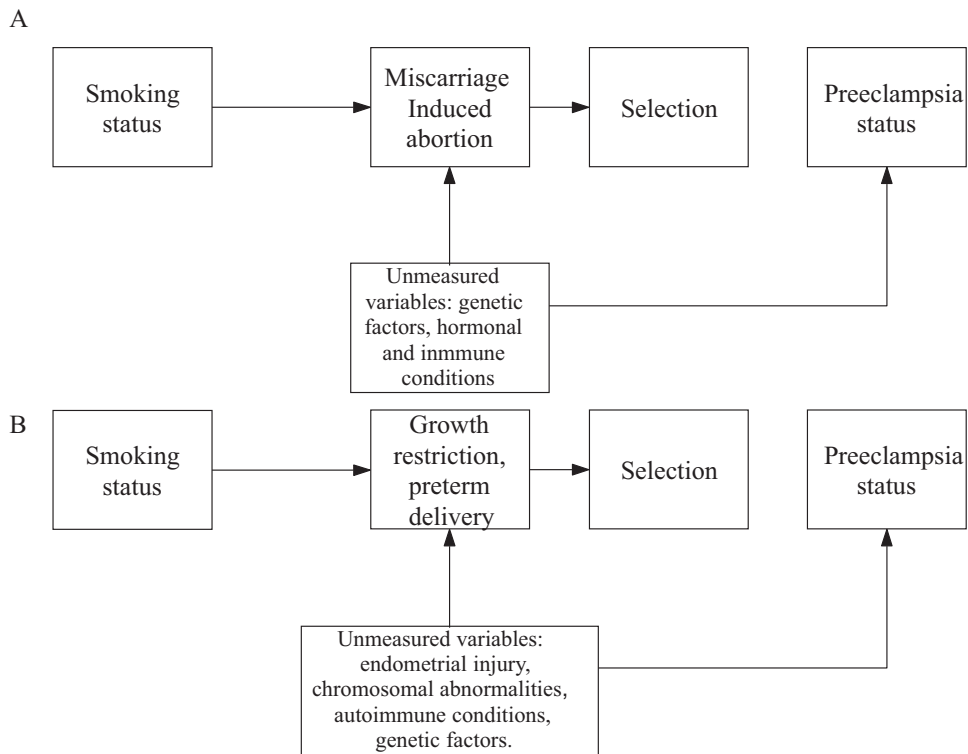 A
Smoking
status
Miscarriage
Induced
abortion
Selection
Preeclampsia
status
Unmeasured
variables: genetic
factors, hormonal
and inmmune
conditions
B
Smoking
status
Growth
restriction,
preterm
delivery
Selection
Preeclampsia
status
Unmeasured variables:
endometrial injury,
chromosomal abnormalities,
autoimmune conditions,
genetic factors.